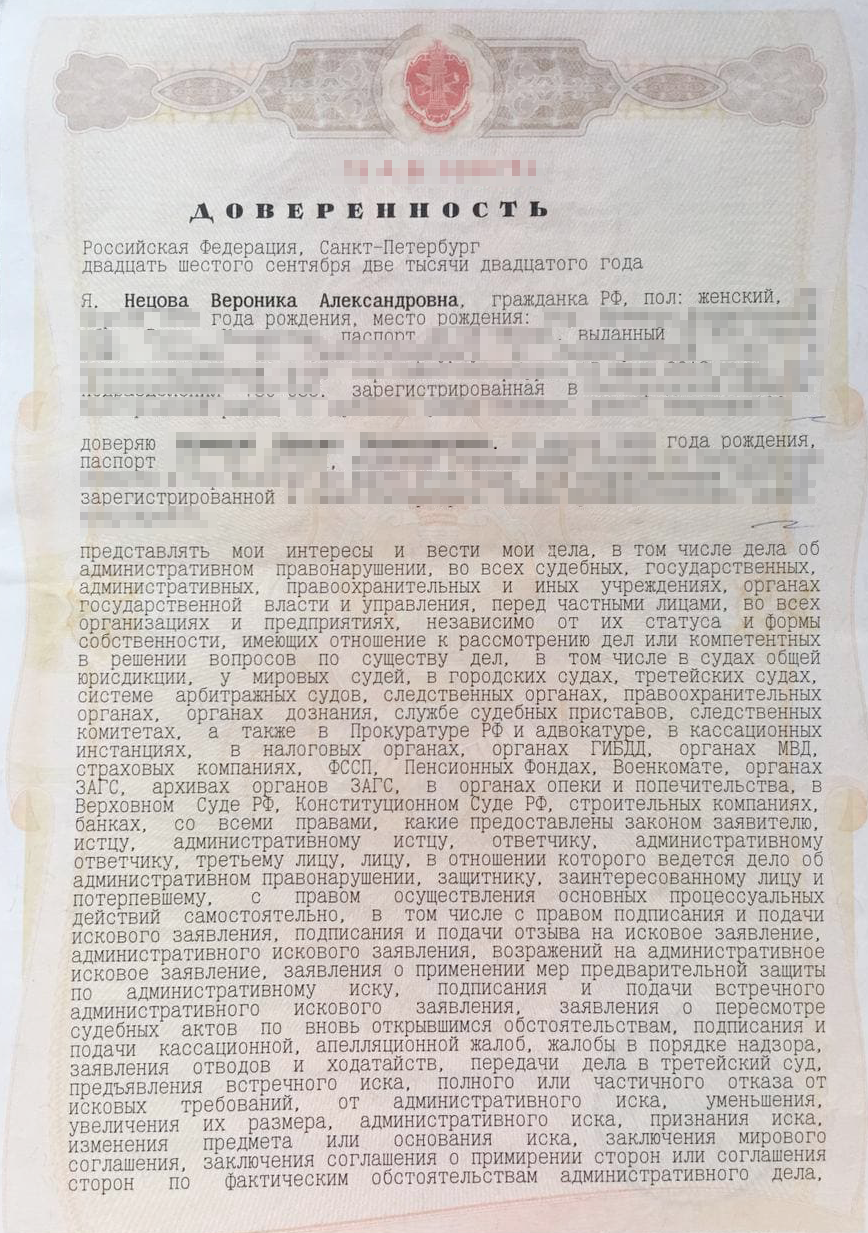 ДОВЕРЕННОСТЬ
Российская Федерация, Санкт-Петербург
двадцать шестого сентября две тысячи двадцатого года
Я, Нецова Вероника Александровна, гражданка РФ, пол: женский,
года рождения, место рождения:
паспорт выданный
зарегистрированная в
доверяю года рождения,
паспорт ,
зарегистрированной
представлять мои интересы и вести мои дела, в том числе дела об
административном правонарушении, во всех судебных, государственных,
административных, правоохранительных и иных учреждениях, органах
государственной власти и управления, перед частными лицами, во всех
организациях и предприятиях, независимо от их статуса и формы
собственности, имеющих отношение к рассмотрению дел или компетентных
в решении вопросов по существу дел, в том числе в судах общей
юрисдикции, у мировых судей, в городских судах, третейских судах,
системе арбитражных судов, следственных органах, правоохранительных
органах, органах дознания, службе судебных приставов, следственных
комитетах, а также в Прокуратуре РФ и адвокатуре, в кассационных
инстанциях, в налоговых органах, органах ГИБДД, органах МВД,
страховых компаниях, ФССП, Пенсионных Фондах, Военкомате, органах
ЗАГС, архивах органов ЗАГС, в органах опеки и попечительства, в
Верховном Суде РФ, Конституционном Суде РФ, строительных компаниях,
банках, со всеми правами, какие предоставлены законом заявителю,
истцу, административному истцу, ответчику, административному
ответчику, третьему лицу, лицу, в отношении которого ведется дело об
административном правонарушении, защитнику, заинтересованному лицу и
потерпевшему, с правом осуществления основных процессуальных
действий самостоятельно, в том числе с правом подписания и подачи
искового заявления, подписания и подачи отзыва на исковое заявление,
административного искового заявления, возражений на административное
исковое заявление, заявления о применении мер предварительной защиты
по административному иску, подписания и подачи встречного
административного искового заявления, заявления о пересмотре
судебных актов по вновь открывшимся обстоятельствам, подписания и
подачи кассационной, апелляционной жалоб, жалобы в порядке надзора,
заявления отводов и ходатайств, передачи дела в третейский суд,
предъявления встречного иска, полного или частичного отказа от
исковых требований, от административного иска, уменьшения,
увеличения их размера, административного иска, признания иска,
изменения предмета или основания иска, заключения мирового
соглашения, заключения соглашения о примирении сторон или соглашения
сторон по фактическим обстоятельствам административного дела,